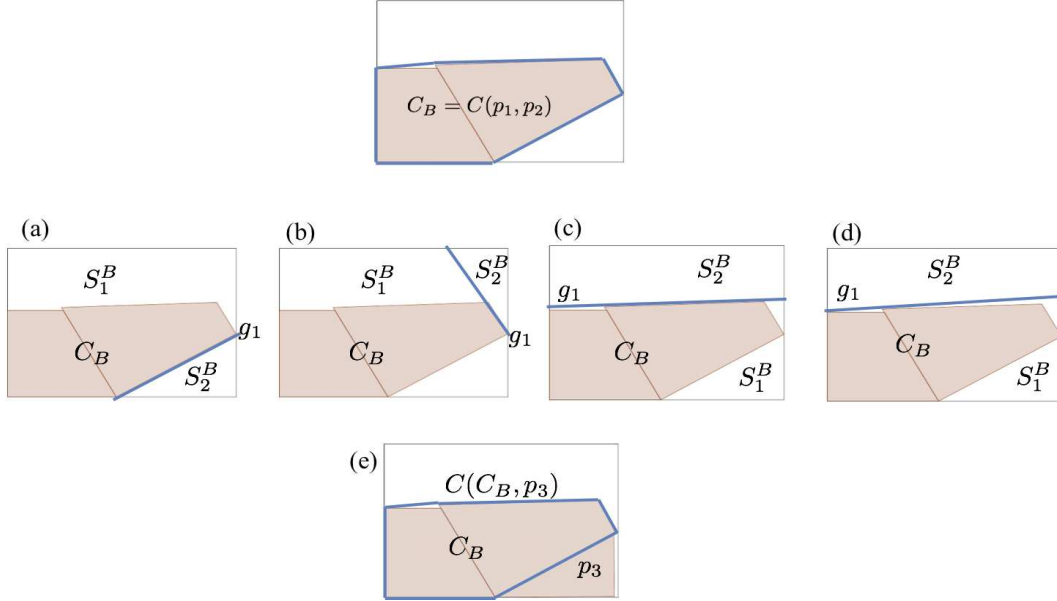 $C_B = C(p_1, p_2)$
(a)
$S_1^B$
$C_B$
$g_1$
$S_2^B$
(b)
$S_1^B$
$S_2^B$
$C_B$
$g_1$
(c)
$S_2^B$
$g_1$
$C_B$
$S_1^B$
(d)
$S_2^B$
$g_1$
$C_B$
$S_1^B$
(e)
$C(C_B, p_3)$
$C_B$
$p_3$